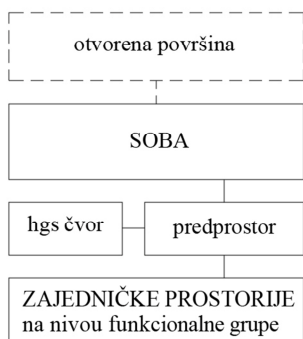 otvorena površina
SOBA
hgs čvor
predprostor
ZAJEDNIČKE PROSTORIJE
na nivou funkcionalne grupe